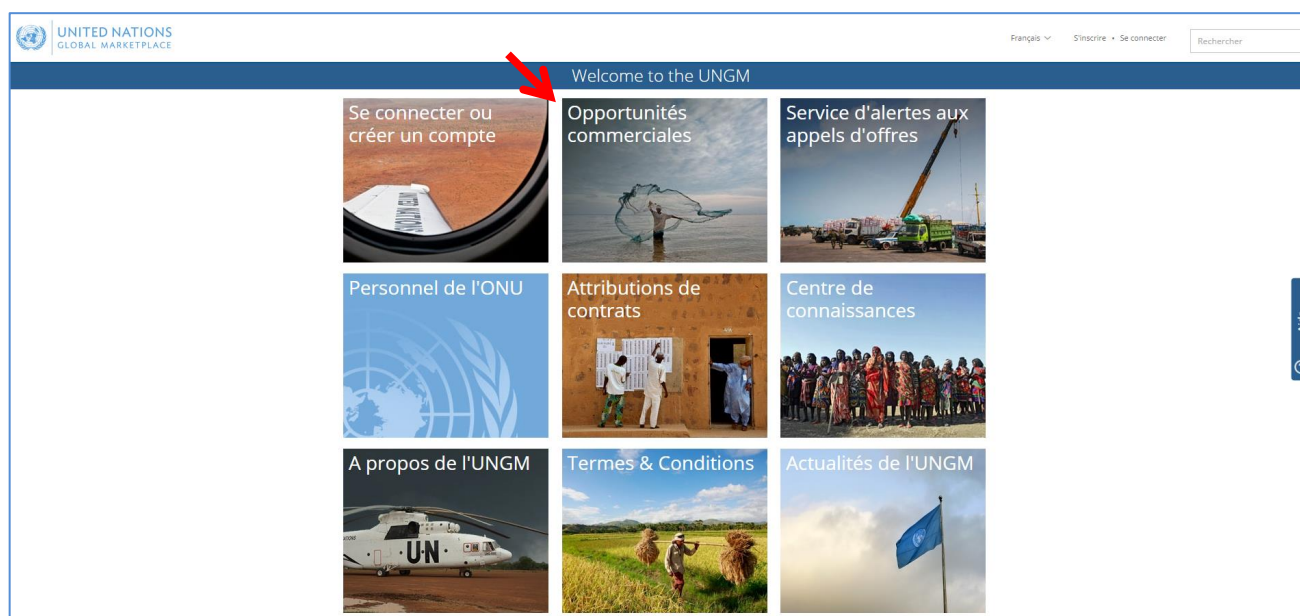 UNITED NATIONS
GLOBAL MARKETPLACE
Français
S'inscrire • Se connecter
Rechercher
Welcome to the UNGM
Se connecter ou
créer un compte
Opportunités
commerciales
Service d'alertes aux
appels d'offres
Personnel de l'ONU
Attributions de
contrats
Centre de
connaissances
A propos de l'UNGM
UN
Termes & Conditions
Actualités de l'UNGM